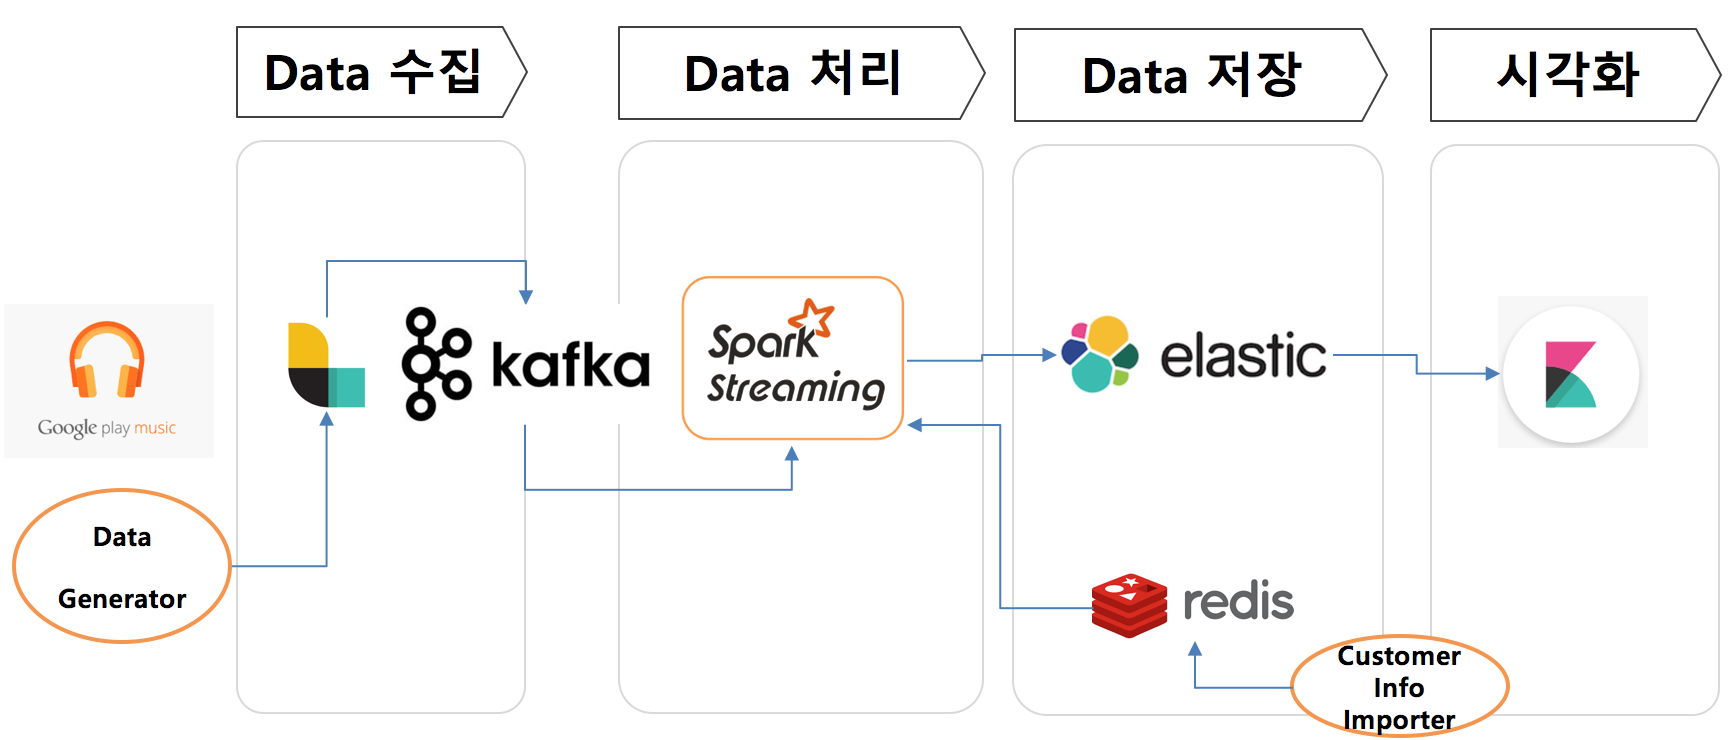 Data 수집
Data 처리
Data 저장
시각화
Google play music
Data
Generator
kafka
Spark
Streaming
elastic
redis
Customer
Info
Importer